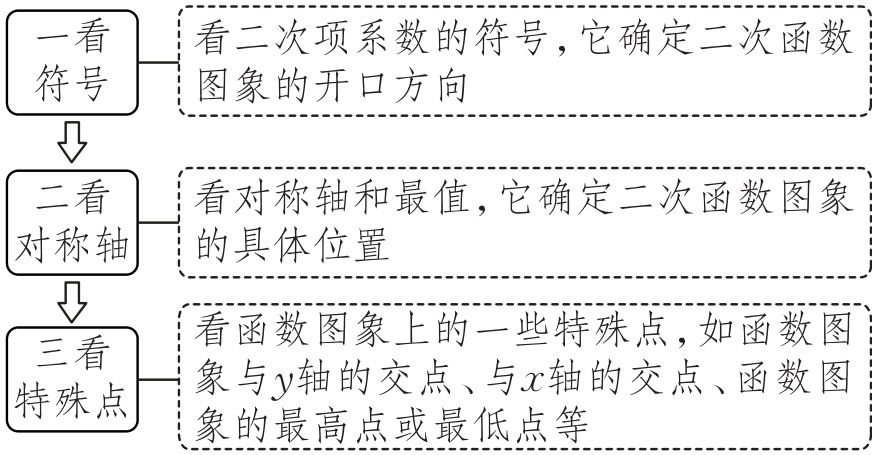 一看
符号
看二次项系数的符号,它确定二次函数
图象的开口方向
二看
对称轴
看对称轴和最值,它确定二次函数图象
的具体位置
三看
特殊点
看函数图象上的一些特殊点,如函数图
象与y轴的交点、与x轴的交点、函数图
象的最高点或最低点等